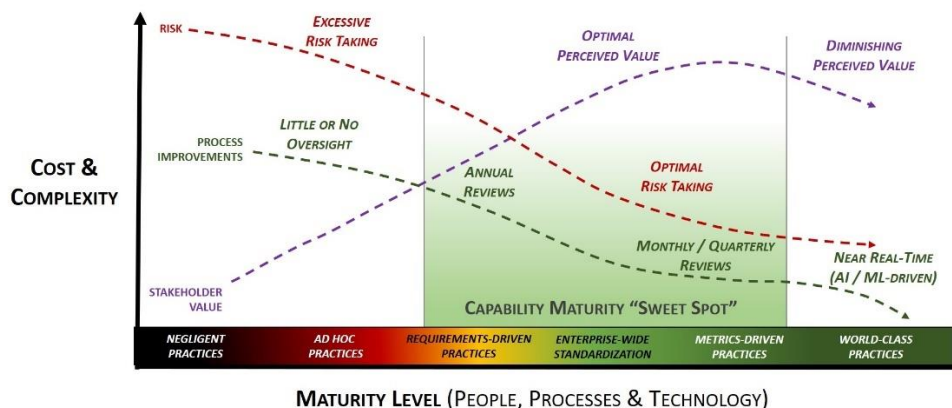 RISK
EXCESSIVE
RISK TAKING
OPTIMAL
PERCEIVED VALUE
DIMINISHING
PERCEIVED VALUE
LITTLE OR NO
OVERSIGHT
PROCESS
IMPROVEMENTS
COST &
COMPLEXITY
ANNUAL
REVIEWS
OPTIMAL
RISK TAKING
MONTHLY / QUARTERLY
REVIEWS
NEAR REAL-TIME
(AI / ML-DRIVEN)
STAKEHOLDER
VALUE
CAPABILITY MATURITY “SWEET SPOT”
NEGLIGENT
PRACTICES
AD HOC
PRACTICES
REQUIREMENTS-DRIVEN
PRACTICES
ENTERPRISE-WIDE
STANDARDIZATION
METRICS-DRIVEN
PRACTICES
WORLD-CLASS
PRACTICES
MATURITY LEVEL (PEOPLE, PROCESSES & TECHNOLOGY)